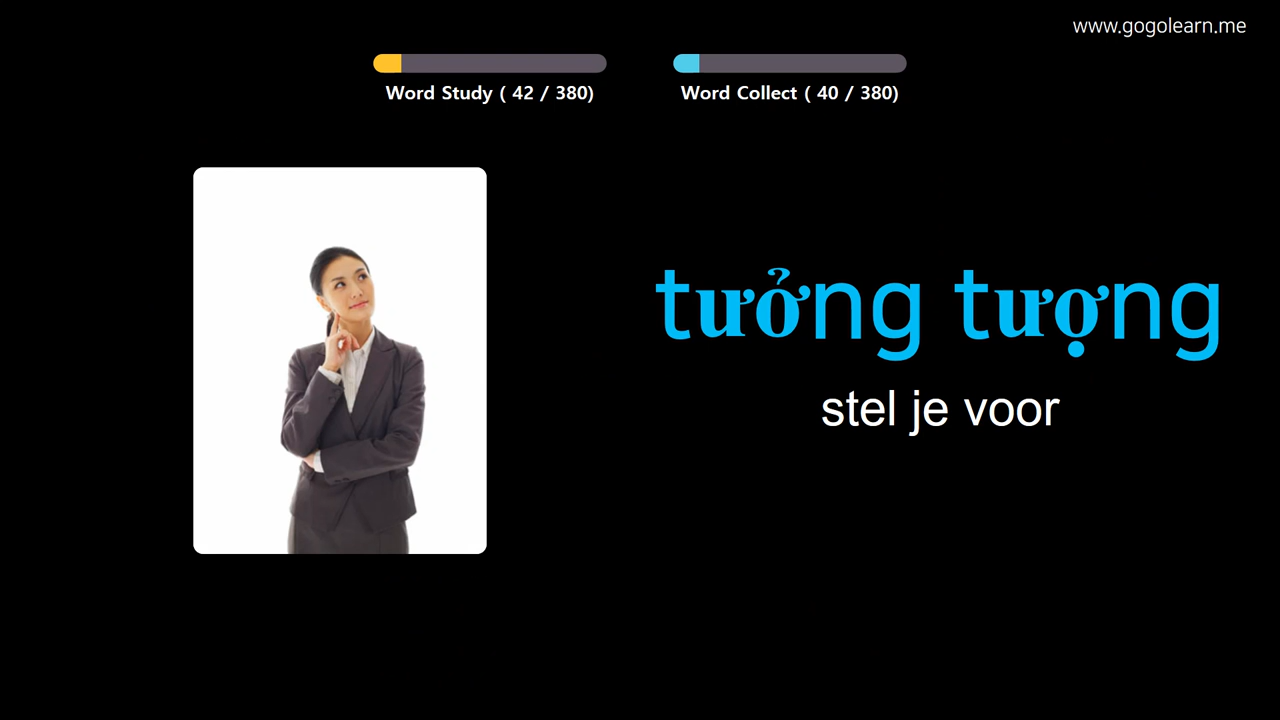 www.gogolearn.me
Word Study ( 42 / 380)
Word Collect ( 40 / 380)
tưởng tượng
stel je voor